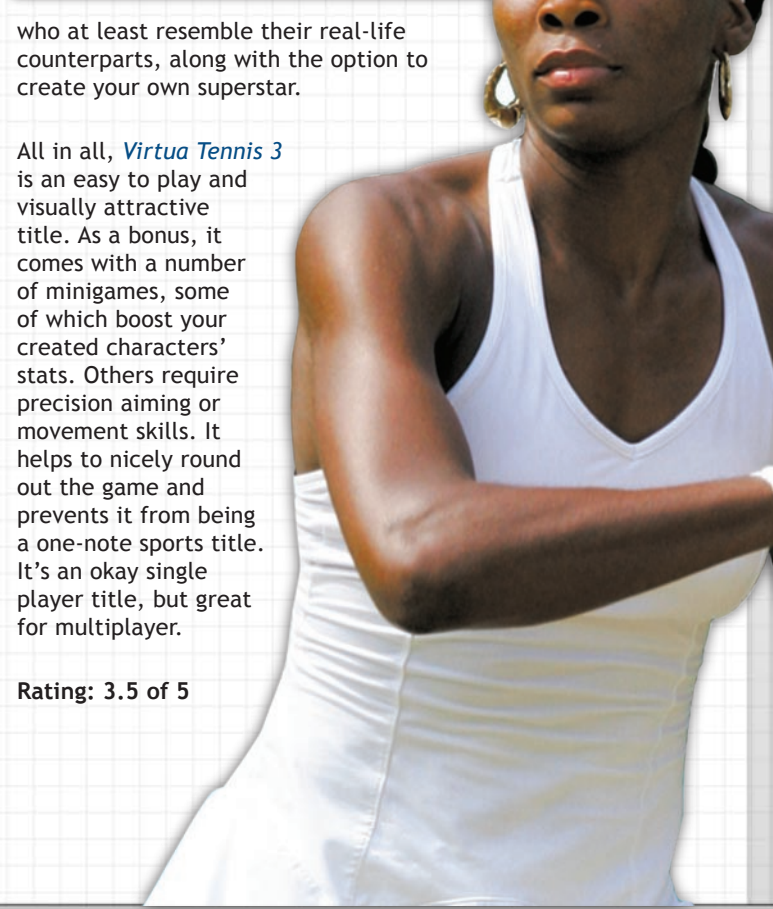 who at least resemble their real-life
counterparts, along with the option to
create your own superstar.
All in all, Virtua Tennis 3
is an easy to play and
visually attractive
title. As a bonus, it
comes with a number
of minigames, some
of which boost your
created characters’
stats. Others require
precision aiming or
movement skills. It
helps to nicely round
out the game and
prevents it from being
a one-note sports title.
It’s an okay single
player title, but great
for multiplayer.
Rating: 3.5 of 5